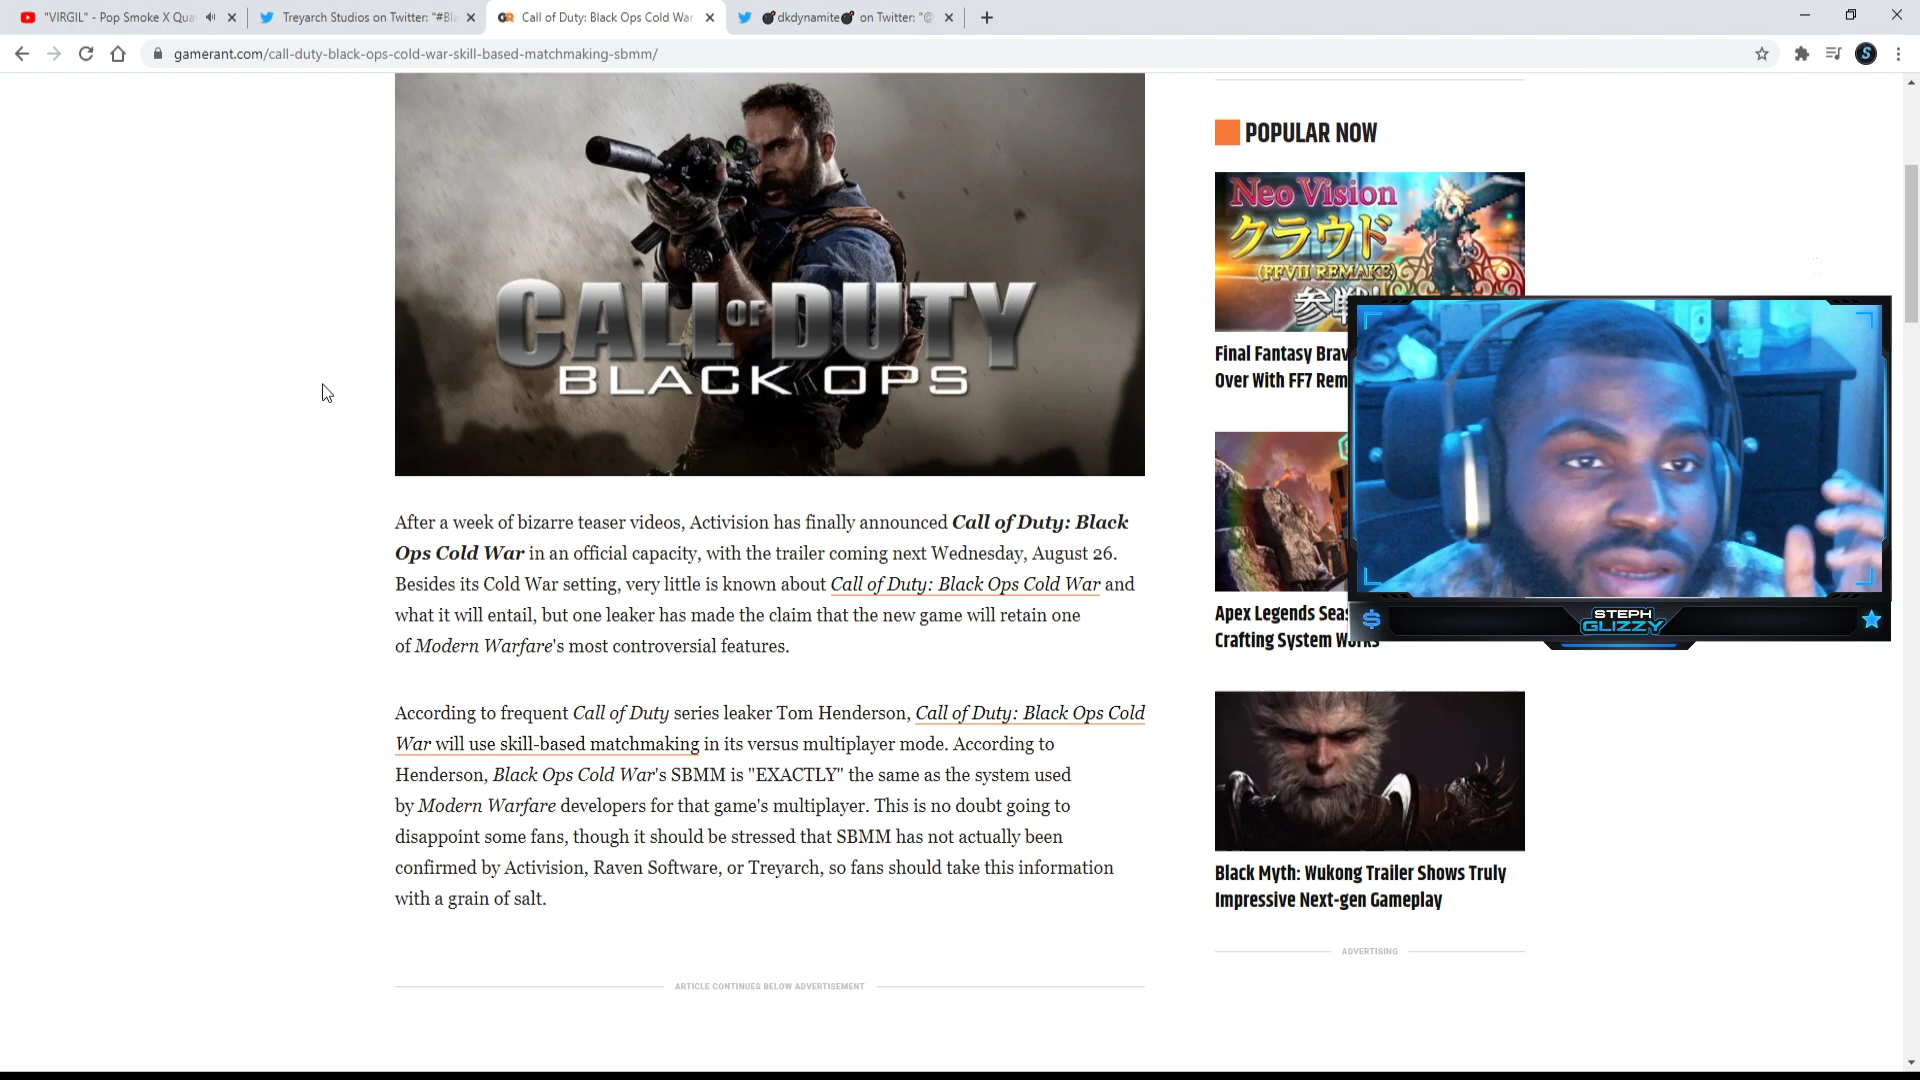 "VIRGIL" - Pop Smoke X Qua
Treyarch Studios on Twitter: "#Bla
Call of Duty: Black Ops Cold War
dkdynamite on Twitter: "@
gamerant.com/call-duty-black-ops-cold-war-skill-based-matchmaking-sbmm/
S
CALL OF DUTY
BLACK OPS
After a week of bizarre teaser videos, Activision has finally announced Call of Duty: Black
Ops Cold War in an official capacity, with the trailer coming next Wednesday, August 26.
Besides its Cold War setting, very little is known about Call of Duty: Black Ops Cold War and
what it will entail, but one leaker has made the claim that the new game will retain one
of Modern Warfare's most controversial features.
According to frequent Call of Duty series leaker Tom Henderson, Call of Duty: Black Ops Cold
War will use skill-based matchmaking in its versus multiplayer mode. According to
Henderson, Black Ops Cold War's SBMM is "EXACTLY" the same as the system used
by Modern Warfare developers for that game's multiplayer. This is no doubt going to
disappoint some fans, though it should be stressed that SBMM has not actually been
confirmed by Activision, Raven Software, or Treyarch, so fans should take this information
with a grain of salt.
ARTICLE CONTINUES BELOW ADVERTISEMENT
POPULAR NOW
Neo Vision
クラウド
(FFVII REMAKE)
参戦!
Final Fantasy Brav
Over With FF7 Rem
Apex Legends Seas
Crafting System Works
Black Myth: Wukong Trailer Shows Truly
Impressive Next-gen Gameplay
ADVERTISING
$
STEPH
GLIZZY